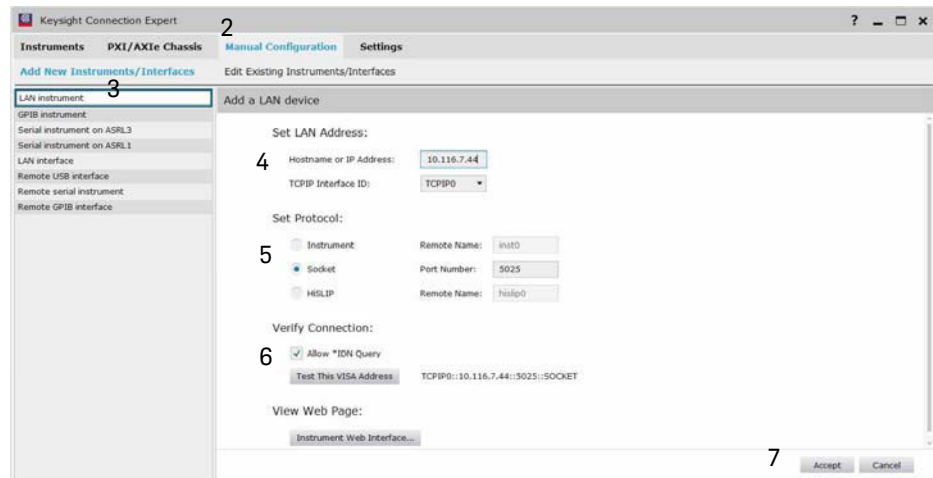 Keysight Connection Expert
2
? _ ×
Instruments PXI/AXIe Chassis Manual Configuration Settings
Add New Instruments/Interfaces Edit Existing Instruments/Interfaces
3
LAN instrument
GPIB instrument
Serial instrument on ASRL3
Serial instrument on ASRL1
LAN interface
Remote USB interface
Remote serial instrument
Remote GPIB interface
Add a LAN device
Set LAN Address:
4 Hostname or IP Address: 10.116.7.44
TCPIP Interface ID: TCPIP0
Set Protocol:
5 Instrument Remote Name: inst0
Socket Port Number: 5025
HiSLIP Remote Name: hislip0
Verify Connection:
6 Allow *IDN Query
Test This VISA Address TCPIP0::10.116.7.44::5025::SOCKET
View Web Page:
Instrument Web Interface...
7 Accept Cancel